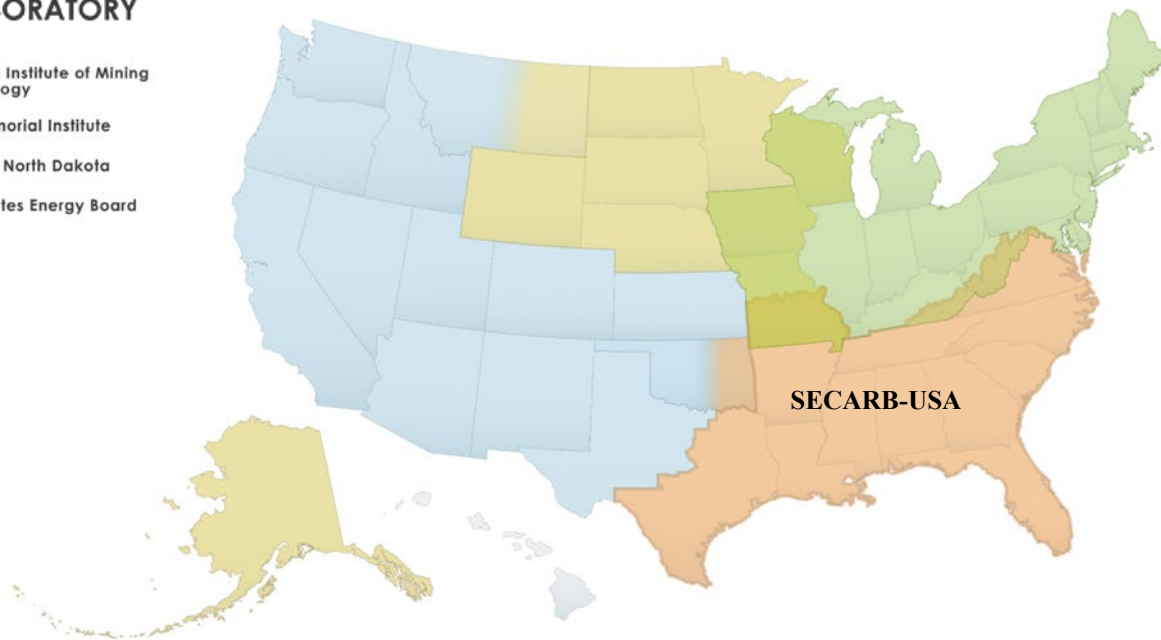 ORATORY
Institute of Mining
ogy
morial Institute
North Dakota
tes Energy Board
SECARB-USA